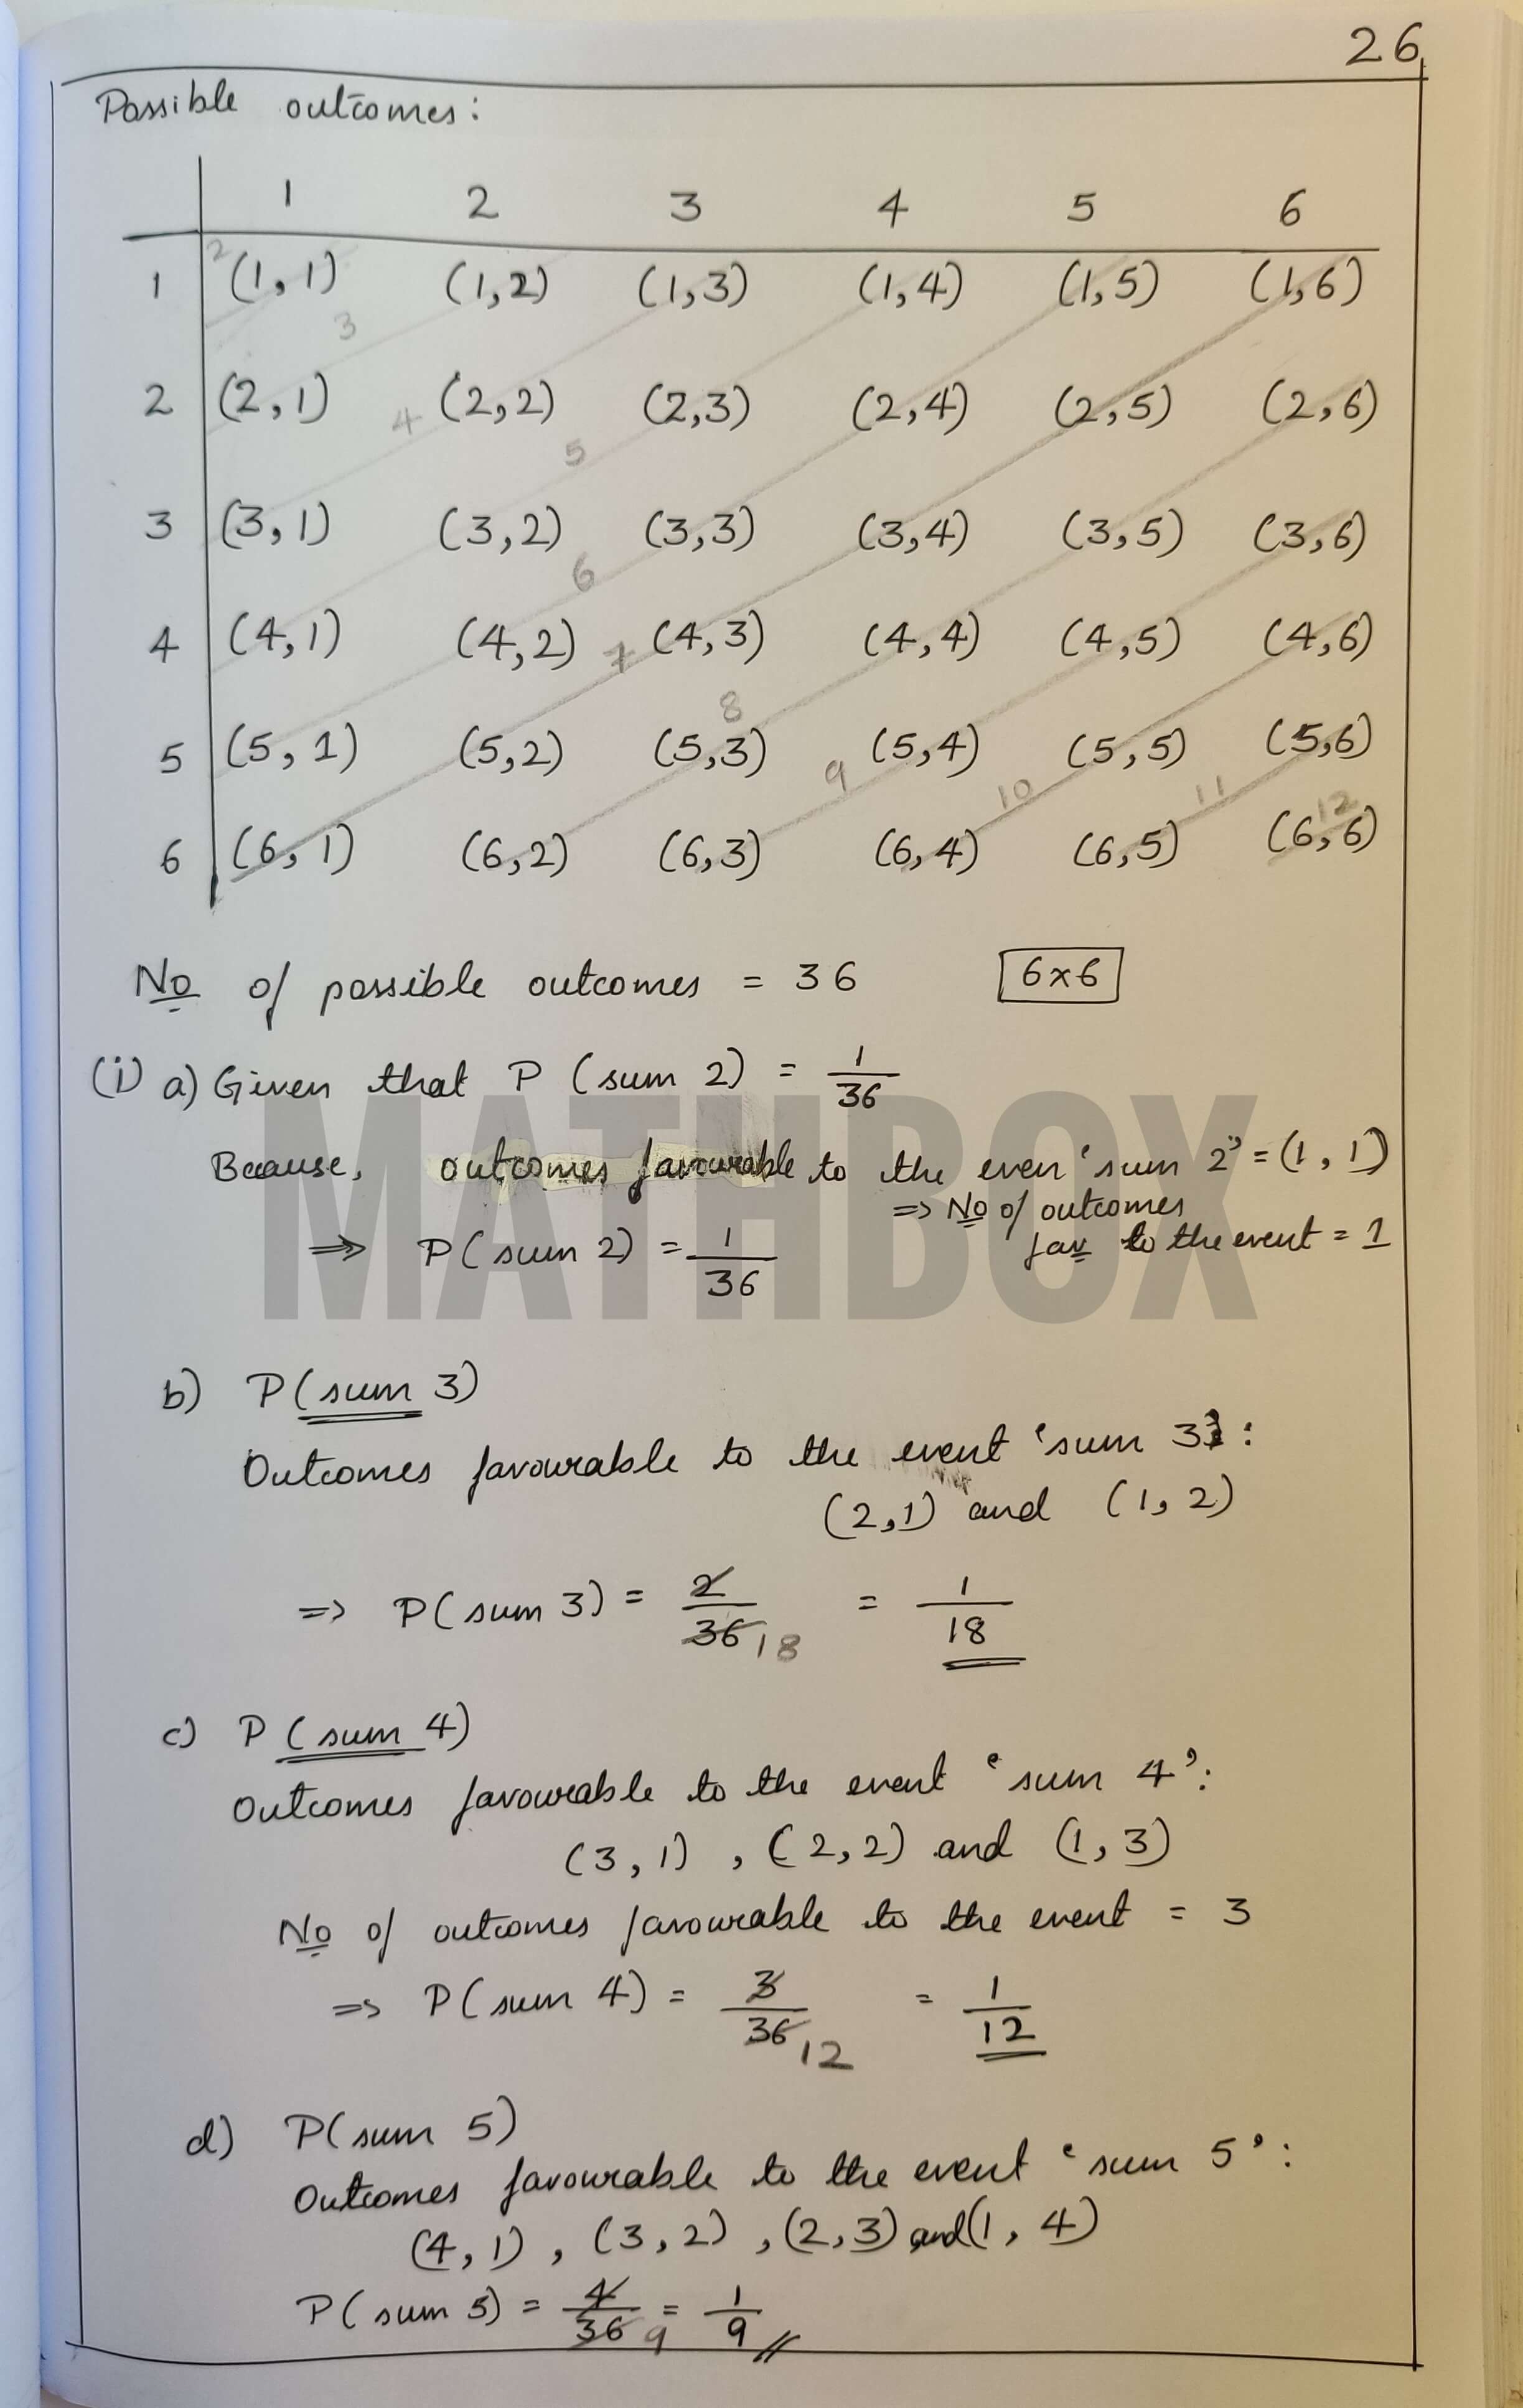 26
Possible outcomes:
1 2 3 4 5 6
1 (1,1) (1,2) (1,3) (1,4) (1,5) (1,6)
2 (2,1) (2,2) (2,3) (2,4) (2,5) (2,6)
3 (3,1) (3,2) (3,3) (3,4) (3,5) (3,6)
4 (4,1) (4,2) (4,3) (4,4) (4,5) (4,6)
5 (5,1) (5,2) (5,3) (5,4) (5,5) (5,6)
6 (6,1) (6,2) (6,3) (6,4) (6,5) (6,6)
2 3 4 5 6 7 8 9 10 11 12
No of possible outcomes = 36 6×6
(i) a) Given that P (sum 2) = 1/36
MATHBOX
Because, outcomes favourable to the even 'sum 2' = (1, 1)
=> No of outcomes
fav to the event = 1
=> P(sum 2) = 1/36
b) P(sum 3)
Outcomes favourable to the event 'sum 3':
(2,1) and (1,2)
=> P(sum 3) = 2/36 18 = 1/18
c) P(sum 4)
Outcomes favourable to the event 'sum 4':
(3,1), (2,2) and (1,3)
No of outcomes favourable to the event = 3
=> P(sum 4) = 3/36 12 = 1/12
d) P(sum 5)
Outcomes favourable to the event 'sum 5':
(4,1), (3,2), (2,3) and (1, 4)
P(sum 5) = 4/36 9 = 1/9